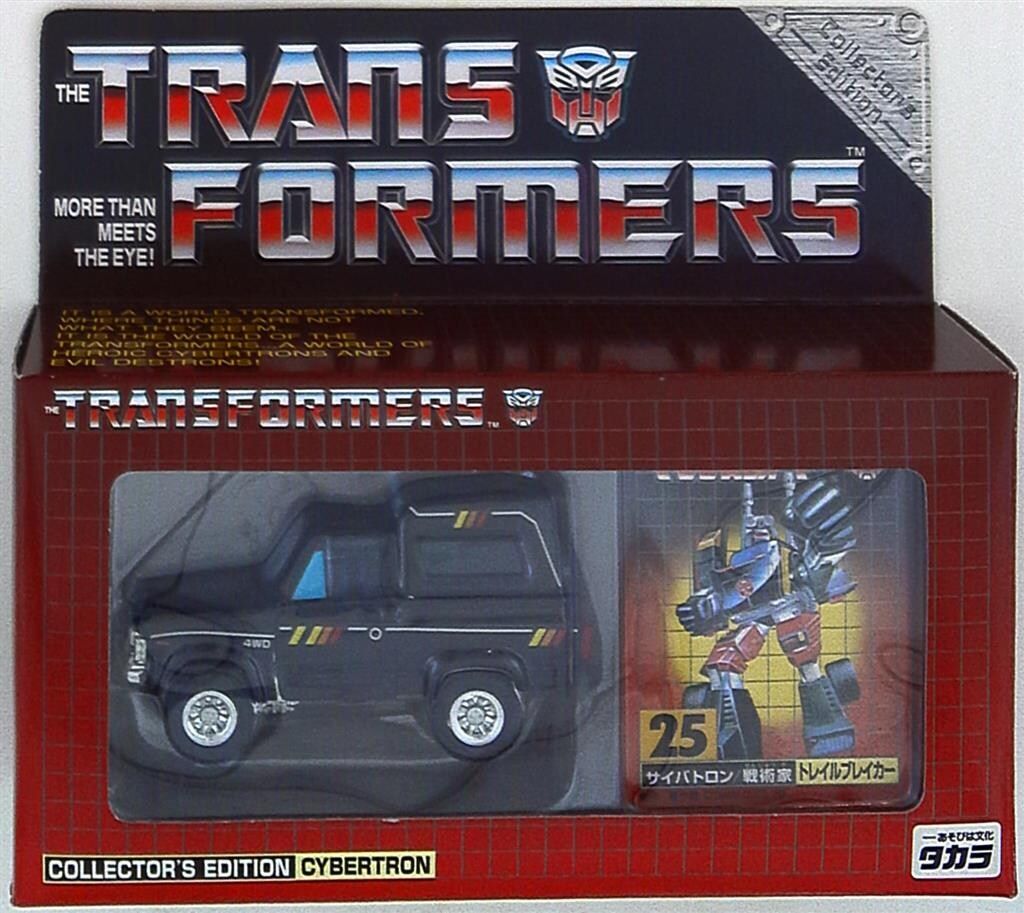 THE TRANS
FORMERS™
MORE THAN
MEETS
THE EYE!
Collector's
Edition
IT IS A WORLD TRANSFORMED,
WHERE THINGS ARE NOT
WHAT THEY SEEM.
IT IS THE WORLD OF THE
TRANSFORMERS... A WORLD OF
HEROIC CYBERTRONS AND
EVIL DESTRONS!
THE TRANSFORMERS™
4WD
25
サイバトロン/戦術家 トレイルブレイカー
COLLECTOR'S EDITION CYBERTRON
—あそびは文化
タカラ